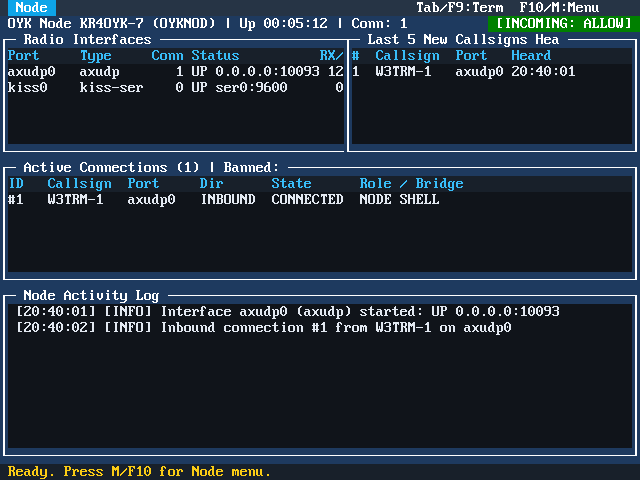 Node Tab/F9:Term F10/M:Menu
OYK Node KR4OYK-7 (OYKNOD) | Up 00:05:12 | Conn: 1 [INCOMING: ALLOW]
Radio Interfaces
Port Type Conn Status RX/
axudp0 axudp 1 UP 0.0.0.0:10093 12
kiss0 kiss-ser 0 UP ser0:9600 0
Last 5 New Callsigns Hea
# Callsign Port Heard
1 W3TRM-1 axudp0 20:40:01
Active Connections (1) | Banned:
ID Callsign Port Dir State Role / Bridge
#1 W3TRM-1 axudp0 INBOUND CONNECTED NODE SHELL
Node Activity Log
[20:40:01] [INFO] Interface axudp0 (axudp) started: UP 0.0.0.0:10093
[20:40:02] [INFO] Inbound connection #1 from W3TRM-1 on axudp0
Ready. Press M/F10 for Node menu.